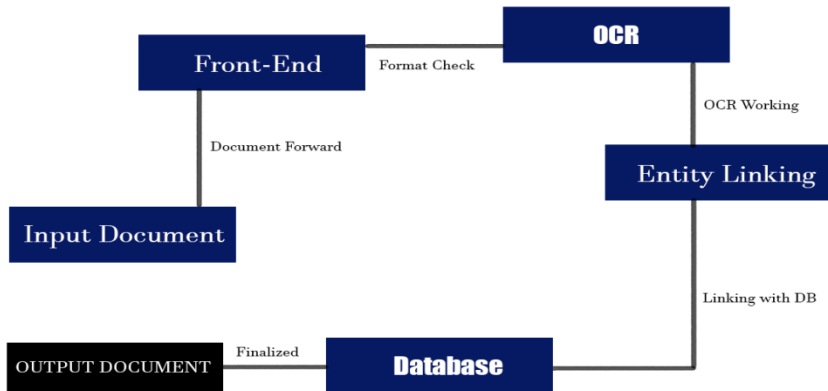 OCR
Front-End
Format Check
OCR Working
Document Forward
Entity Linking
Input Document
Linking with DB
Finalized
OUTPUT DOCUMENT
Database